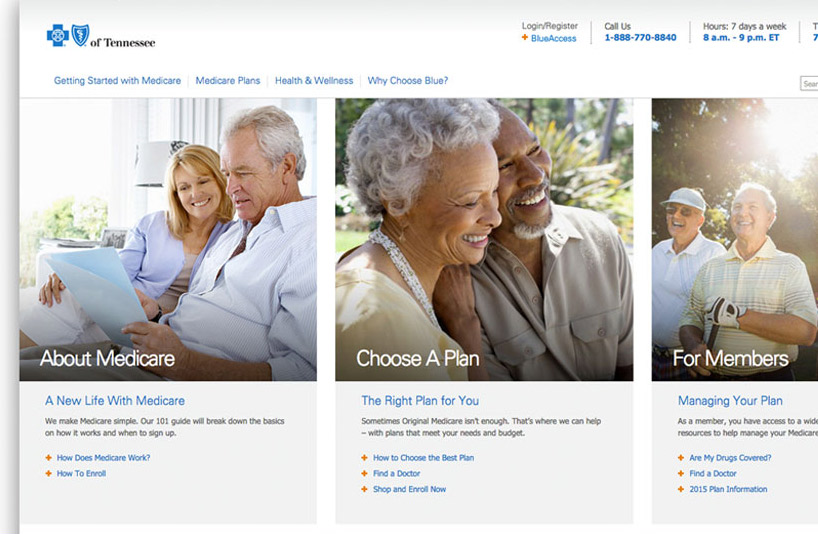 of Tennessee
Login/Register
BlueAccess
Call Us
1-888-770-8840
Hours: 7 days a week
8 a.m. - 9 p.m. ET
Getting Started with Medicare
Medicare Plans
Health & Wellness
Why Choose Blue?
About Medicare
A New Life With Medicare
We make Medicare simple. Our 101 guide will break down the basics
on how it works and when to sign up.
How Does Medicare Work?
How To Enroll
Choose A Plan
The Right Plan for You
Sometimes Original Medicare isn't enough. That's where we can help
– with plans that meet your needs and budget.
How to Choose the Best Plan
Find a Doctor
Shop and Enroll Now
For Members
Managing Your Plan
As a member, you have access to a wide
resources to help manage your Medicare
Are My Drugs Covered?
Find a Doctor
2015 Plan Information